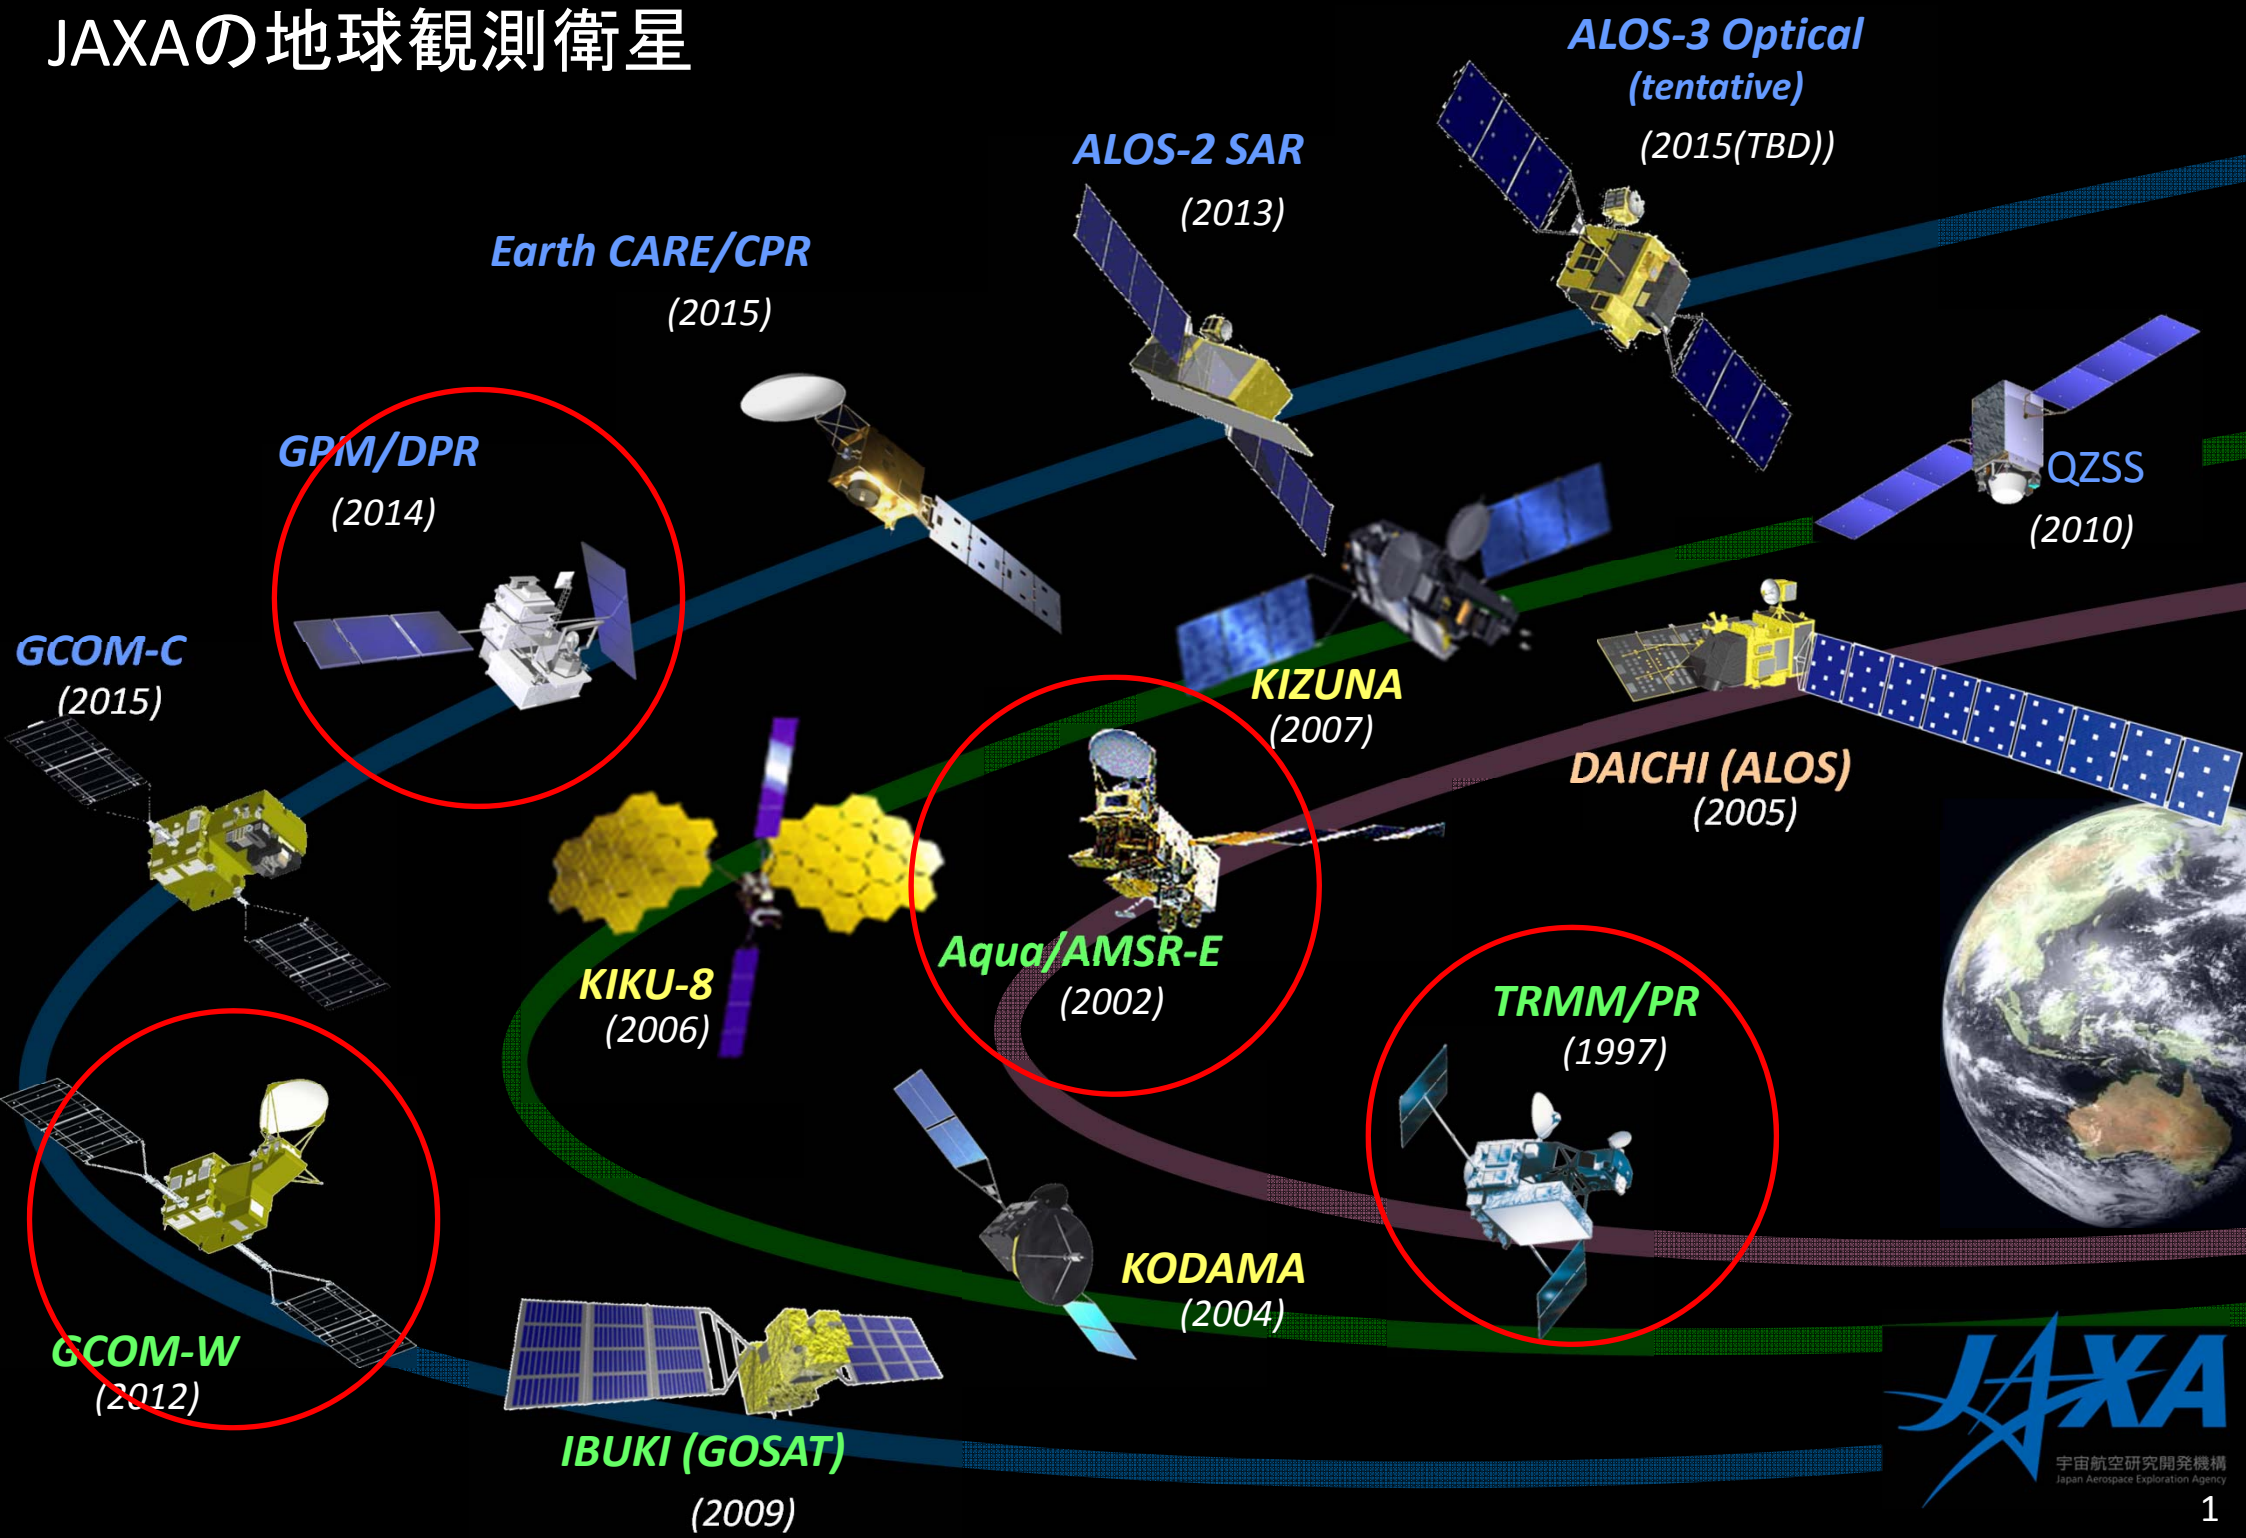 JAXAの地球観測衛星
ALOS-3 Optical
(tentative)
(2015(TBD))
ALOS-2 SAR
(2013)
Earth CARE/CPR
(2015)
GPM/DPR
(2014)
QZSS
(2010)
GCOM-C
(2015)
KIZUNA
(2007)
DAICHI (ALOS)
(2005)
Aqua/AMSR-E
(2002)
KIKU-8
(2006)
TRMM/PR
(1997)
KODAMA
(2004)
GCOM-W
(2012)
IBUKI (GOSAT)
(2009)
JAXA
宇宙航空研究開発機構
Japan Aerospace Exploration Agency
1